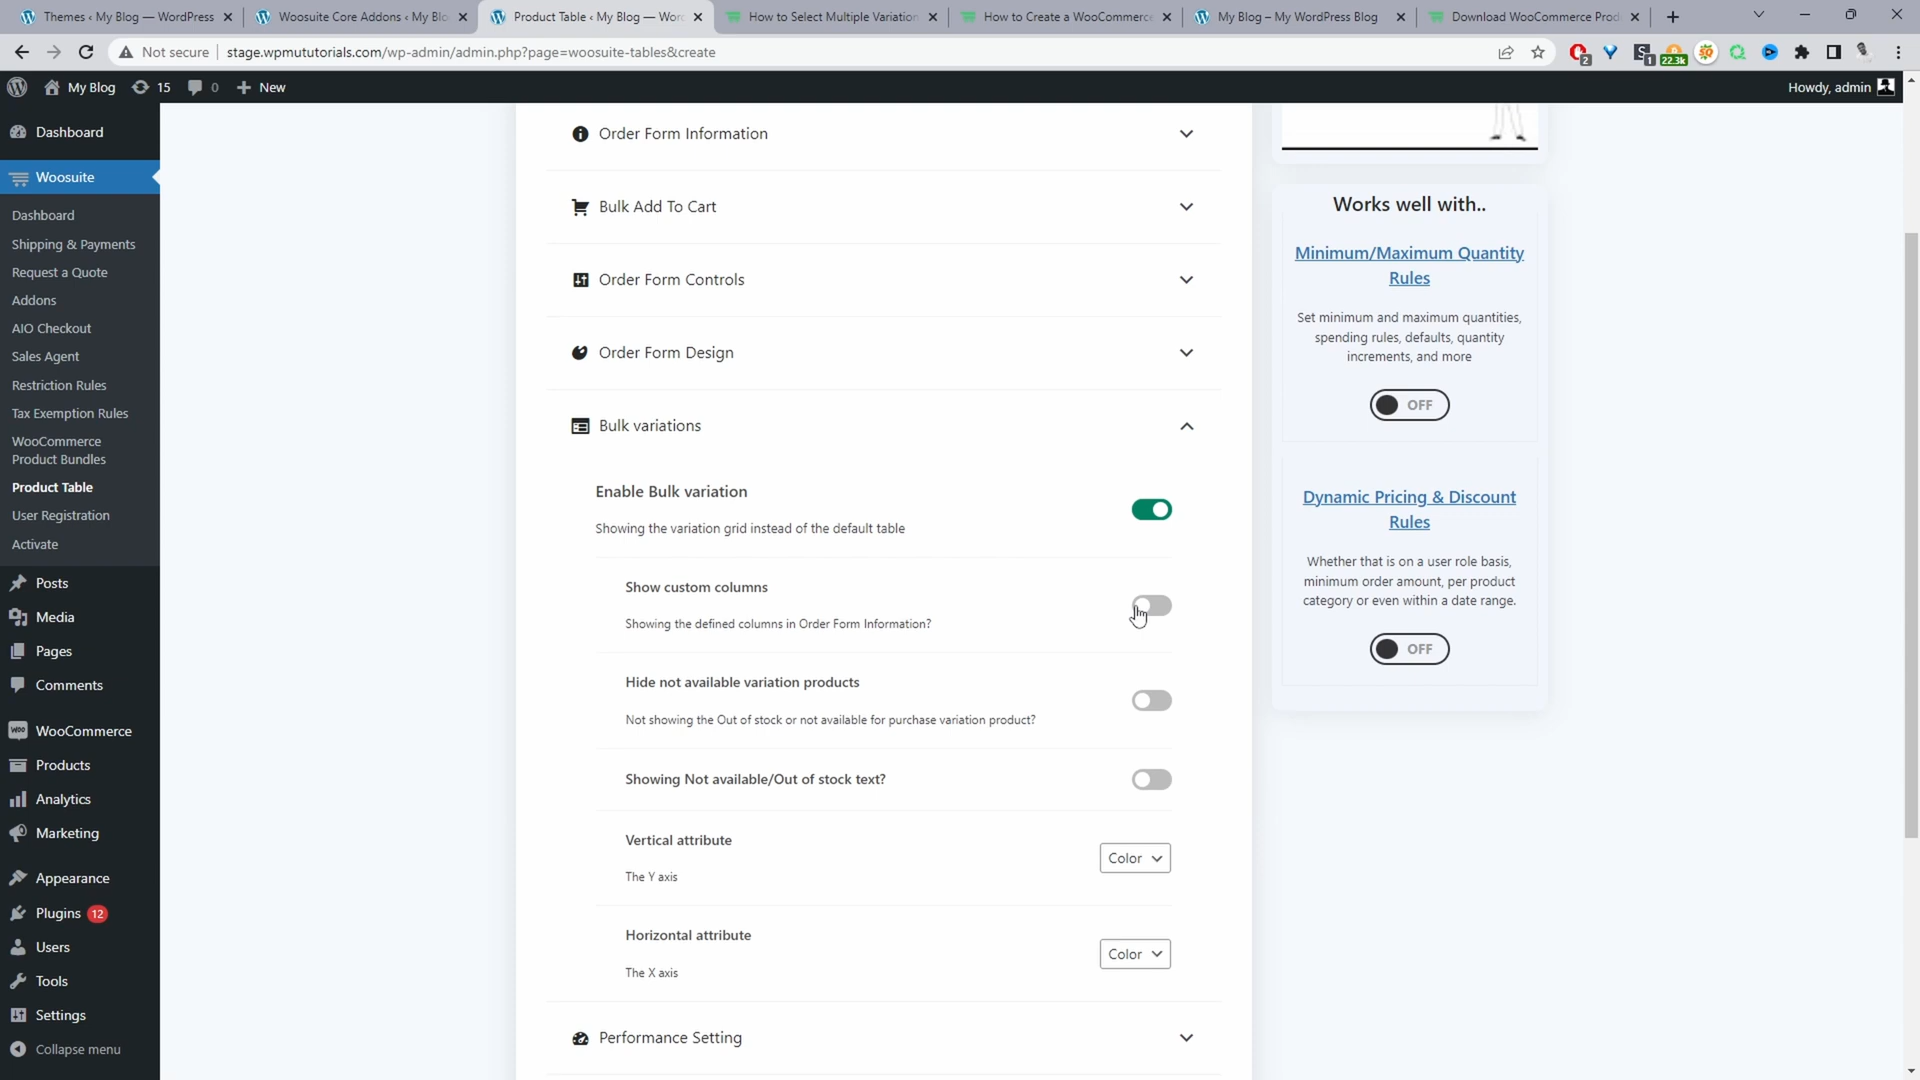 Themes ‹ My Blog — WordPress
Woosuite Core Addons ‹ My Blo
Product Table ‹ My Blog — Word
How to Select Multiple Variation
How to Create a WooCommerce
My Blog – My WordPress Blog
Download WooCommerce Prod
Not secure
stage.wpmututorials.com/wp-admin/admin.php?page=woosuite-tables&create
2
1
22.3k
My Blog
15
0
New
Howdy, admin
Dashboard
Woosuite
Dashboard
Shipping & Payments
Request a Quote
Addons
AIO Checkout
Sales Agent
Restriction Rules
Tax Exemption Rules
WooCommerce
Product Bundles
Product Table
User Registration
Activate
Posts
Media
Pages
Comments
WooCommerce
Products
Analytics
Marketing
Appearance
Plugins 12
Users
Tools
Settings
Collapse menu
Order Form Information
Bulk Add To Cart
Order Form Controls
Order Form Design
Bulk variations
Enable Bulk variation
Showing the variation grid instead of the default table
Show custom columns
Showing the defined columns in Order Form Information?
Hide not available variation products
Not showing the Out of stock or not available for purchase variation product?
Showing Not available/Out of stock text?
Vertical attribute
Color
The Y axis
Horizontal attribute
Color
The X axis
Performance Setting
Works well with..
Minimum/Maximum Quantity
Rules
Set minimum and maximum quantities,
spending rules, defaults, quantity
increments, and more
OFF
Dynamic Pricing & Discount
Rules
Whether that is on a user role basis,
minimum order amount, per product
category or even within a date range.
OFF